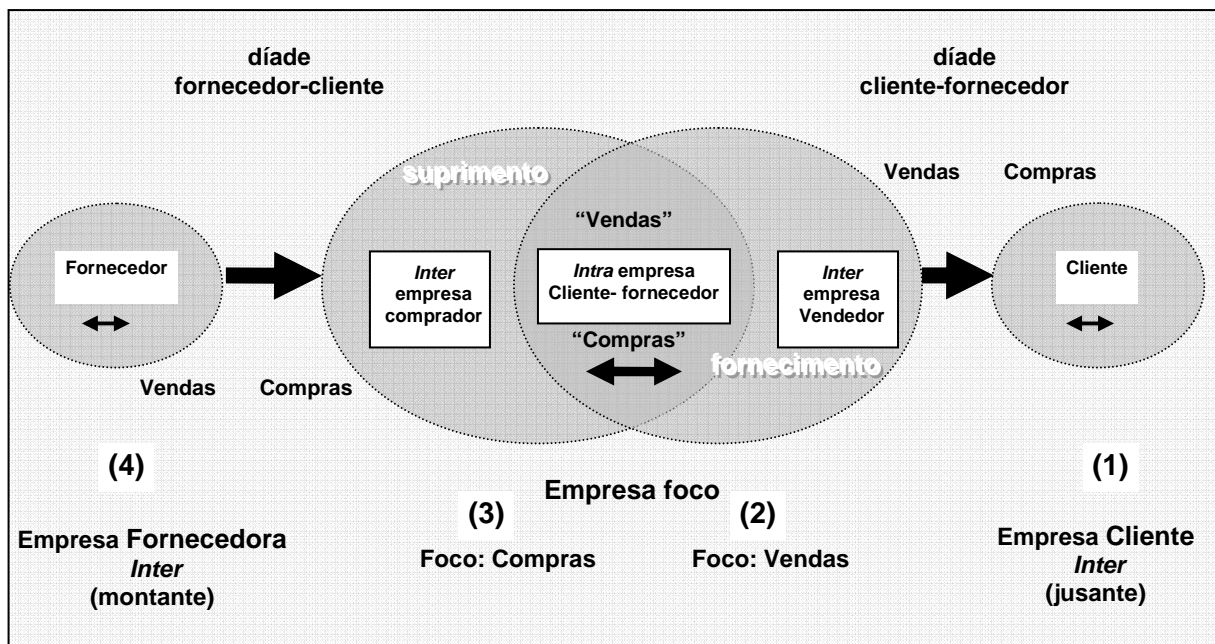 díade
fornecedor-cliente
díade
cliente-fornecedor
suprimento
Vendas Compras
“Vendas”
Fornecedor
Inter
empresa
comprador
Intra empresa
Cliente- fornecedor
Inter
empresa
Vendedor
Cliente
“Compras”
fornecimento
Vendas Compras
(4)
Empresa Fornecedora
Inter
(montante)
Empresa foco
(3)
Foco: Compras
(2)
Foco: Vendas
(1)
Empresa Cliente
Inter
(jusante)